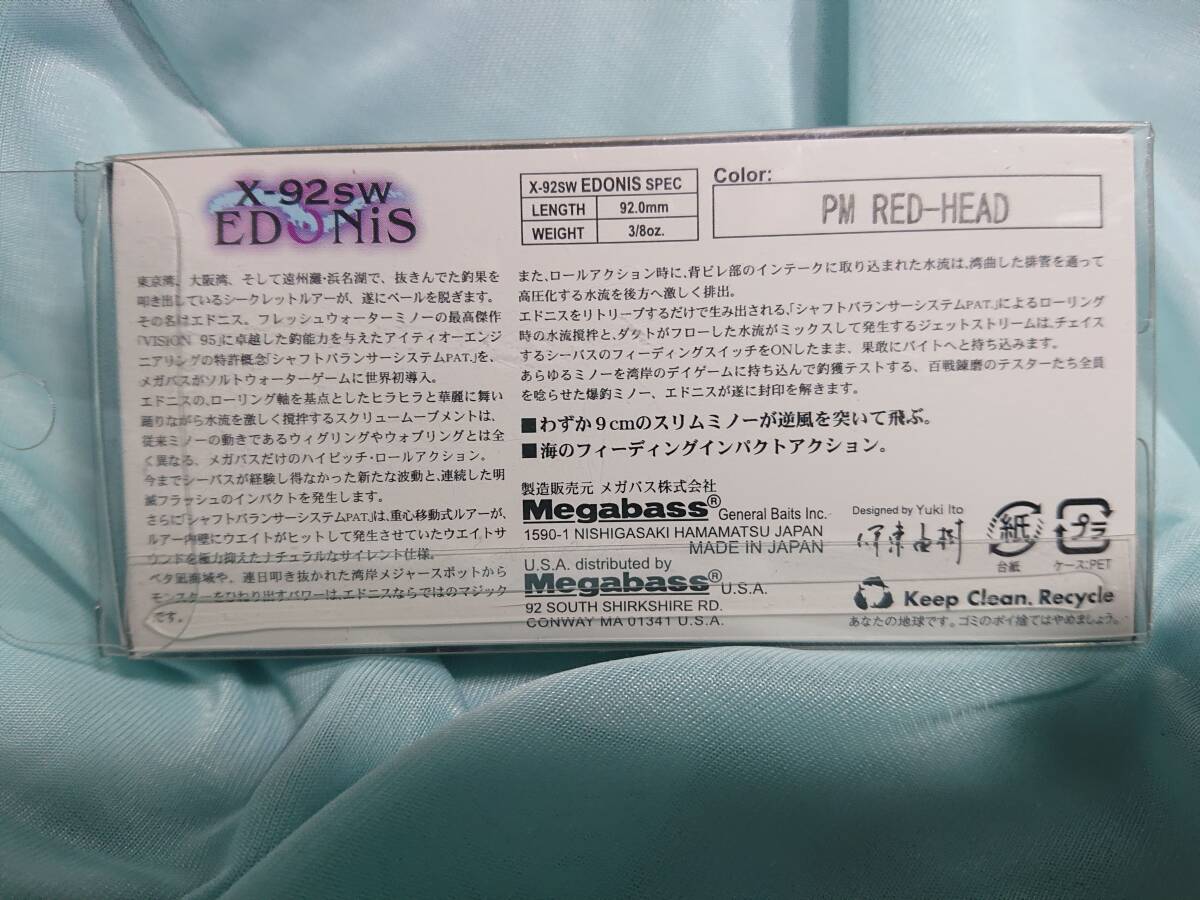 X-92SW
EDONiS
X-92SW EDONIS SPEC
LENGTH 92.0mm
WEIGHT 3/8oz.
Color:
PM RED-HEAD
東京湾、大阪湾、そして遠州灘・浜名湖で、抜きんでた釣果を
叩き出しているシークレットルアーが、遂にベールを脱ぎます。
その名はエドニス。フレッシュウォーターミノーの最高傑作
「VISION 95」に卓越した釣能力を与えたアイティオーエンジ
ニアリングの特許概念「シャフトバランサーシステムPAT.」を、
メガバスがソルトウォーターゲームに世界初導入。
エドニスの、ローリング軸を基点としたヒラヒラと華麗に舞い
踊りながら水流を激しく撹拌するスクリュームーブメントは、
従来ミノーの動きであるウィグリングやウォブリングとは全
く異なる、メガバスだけのハイピッチ・ロールアクション。
今までシーバスが経験し得なかった新たな波動と、連続した明
滅フラッシュのインパクトを発生します。
さらに「シャフトバランサーシステムPAT.」は、重心移動式ルアーが、
ルアー内壁にウエイトがヒットして発生させていたウエイトサ
ウンドを極力抑えたナチュラルなサイレント仕様。
ベタ凪海域や、連日叩き抜かれた湾岸メジャースポットから
モンスターをひねり出すパワーは、エドニスならではのマジック
です。
また、ロールアクション時に、背ビレ部のインテークに取り込まれた水流は、湾曲した排管を通って
高圧化する水流を後方へ激しく排出。
エドニスをリトリーブするだけで生み出される、「シャフトバランサーシステムPAT.」によるローリング
時の水流撹拌と、ダクトがフローした水流がミックスして発生するジェットストリームは、チェイス
するシーバスのフィーディングスイッチをONしたまま、果敢にバイトへと持ち込みます。
あらゆるミノーを湾岸のデイゲームに持ち込んで釣獲テストする、百戦錬磨のテスターたち全員
を唸らせた爆釣ミノー、エドニスが遂に封印を解きます。
■わずか9cmのスリムミノーが逆風を突いて飛ぶ。
■海のフィーディングインパクトアクション。
製造販売元 メガバス株式会社
Megabass® General Baits Inc.
1590-1 NISHIGASAKI HAMAMATSU JAPAN
MADE IN JAPAN
U.S.A. distributed by
Megabass® U.S.A.
92 SOUTH SHIRKSHIRE RD.
CONWAY MA 01341 U.S.A.
Designed by Yuki Ito
伊東由樹
紙
台紙
プラ
ケース:PET
Keep Clean. Recycle
あなたの地球です。ゴミのポイ捨てはやめましょう。